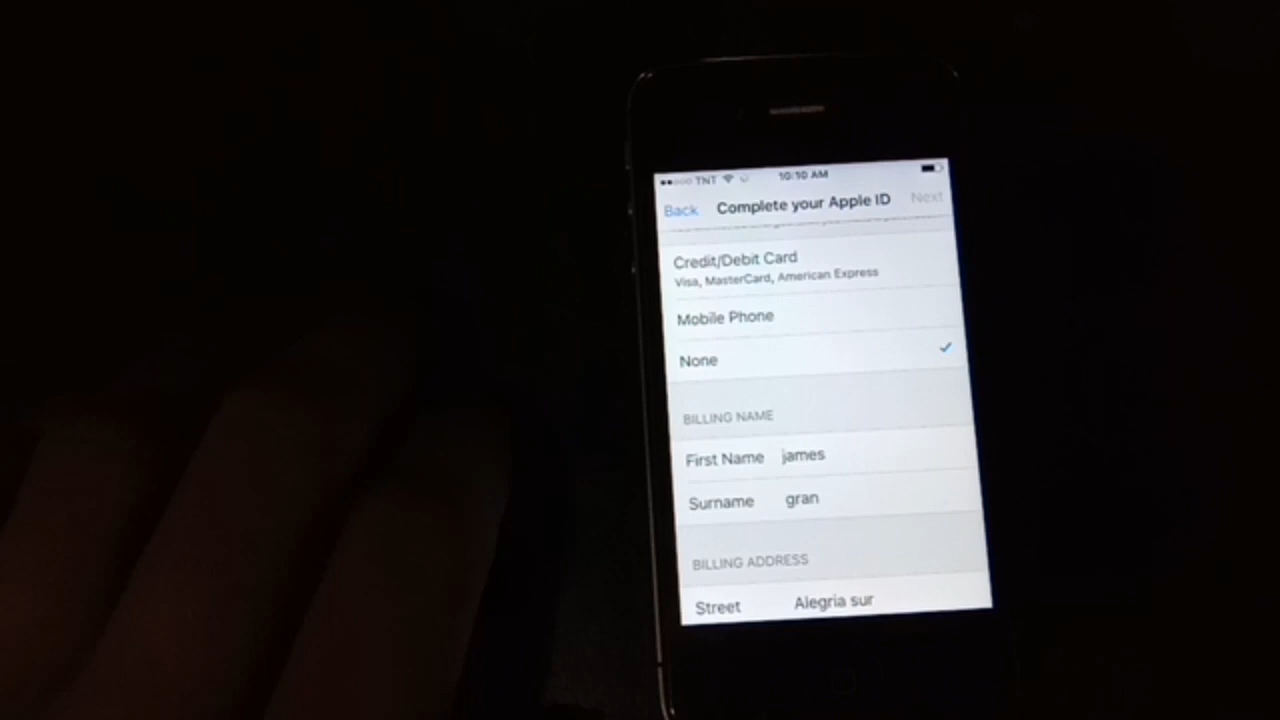 TNT 10:10 AM
Back Complete your Apple ID Next
Credit/Debit Card
Visa, MasterCard, American Express
Mobile Phone
None
BILLING NAME
First Name james
Surname gran
BILLING ADDRESS
Street Alegria sur